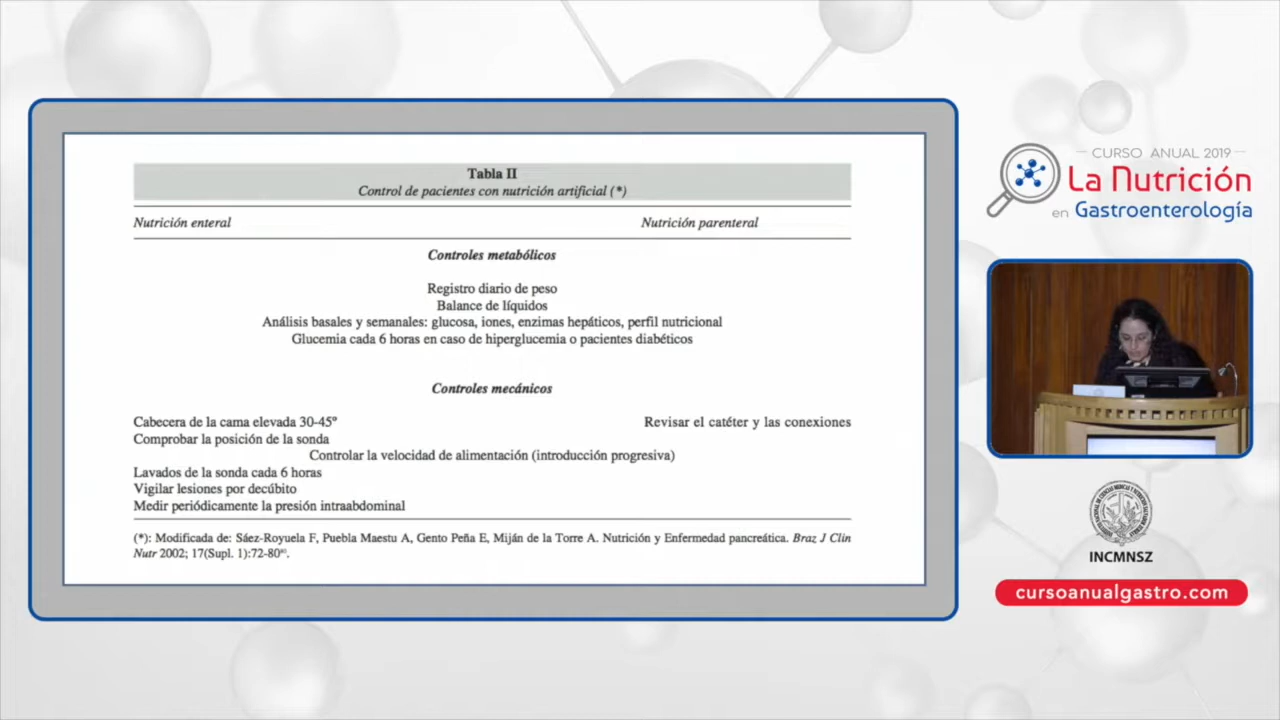 Tabla II
Control de pacientes con nutrición artificial (*)
Nutrición enteral
Nutrición parenteral
Controles metabólicos
Registro diario de peso
Balance de líquidos
Análisis basales y semanales: glucosa, iones, enzimas hepáticos, perfil nutricional
Glucemia cada 6 horas en caso de hiperglucemia o pacientes diabéticos
Controles mecánicos
Cabecera de la cama elevada 30-45º
Revisar el catéter y las conexiones
Comprobar la posición de la sonda
Controlar la velocidad de alimentación (introducción progresiva)
Lavados de la sonda cada 6 horas
Vigilar lesiones por decúbito
Medir periódicamente la presión intraabdominal
(*): Modificada de: Sáez-Royuela F, Puebla Maestu A, Gento Peña E, Miján de la Torre A. Nutrición y Enfermedad pancreática. Braz J Clin
Nutr 2002; 17(Supl. 1):72-80
CURSO ANUAL 2019
La Nutrición
en Gastroenterología
INCMNSZ
cursoanualgastro.com